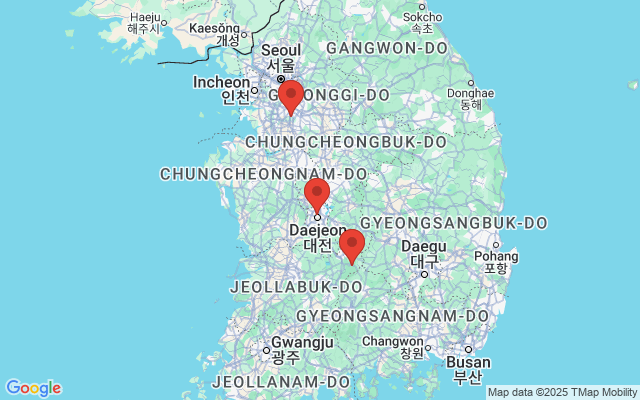 Haeju
해주시
Kaesŏng
개성
Sokcho
속초
Seoul
서울
GANGWON-DO
Incheon
인천
GYEONGGI-DO
Donghae
동해
CHUNGCHEONGBUK-DO
CHUNGCHEONGNAM-DO
Daejeon
대전
GYEONGSANGBUK-DO
Daegu
대구
Pohang
포항
JEOLLABUK-DO
GYEONGSANGNAM-DO
Gwangju
광주
Changwon
창원
Busan
부산
JEOLLANAM-DO
Google
Map data ©2025 TMap Mobility